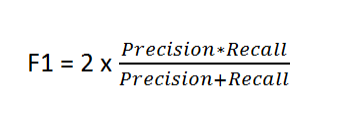 F1 = 2 x Precision*Recall
Precision+Recall